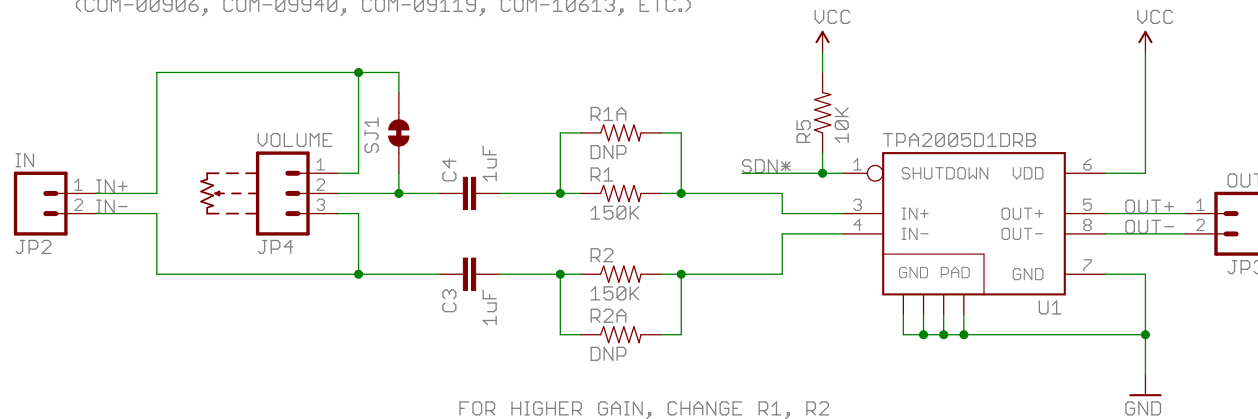 (COM-00906, COM-09940, COM-09119, COM-10613, ETC.)
VCC
VCC
R5
10K
SJ1
VOLUME
1
2
3
JP4
IN
1 IN+
2 IN-
JP2
C4
1uF
R1A
DNP
R1
150K
C3
1uF
R2
150K
R2A
DNP
SDN*
TPA2005D1DRB
1 SHUTDOWN
VDD 6
3 IN+
4 IN-
OUT+ 5
OUT- 8
GND PAD
GND 7
U1
OUT+ 1
OUT- 2
JP3
GND
FOR HIGHER GAIN, CHANGE R1, R2